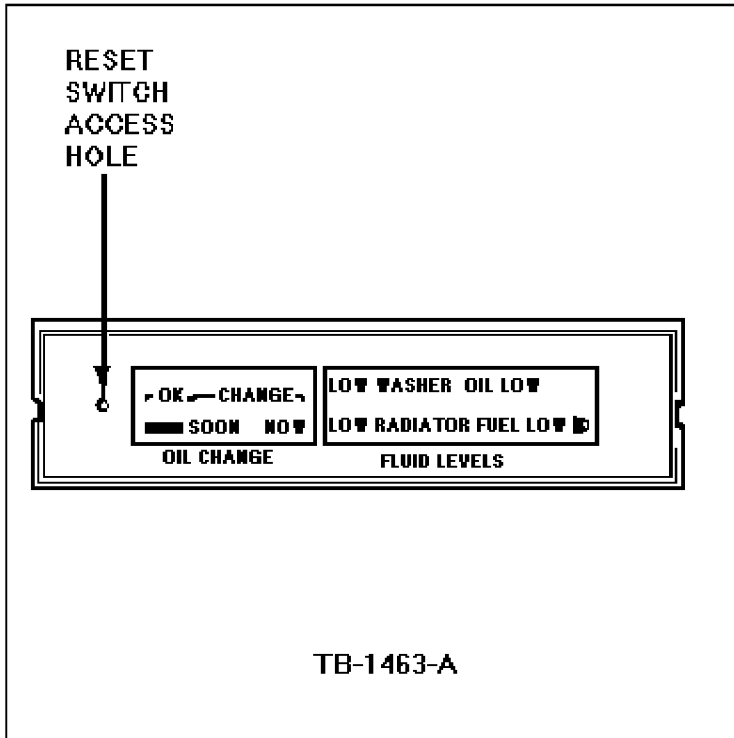 RESET
SWITCH
ACCESS
HOLE
OK CHANGE
SOON NOW
OIL CHANGE
LOW WASHER OIL LOW
LOW RADIATOR FUEL LOW
FLUID LEVELS
TB-1463-A